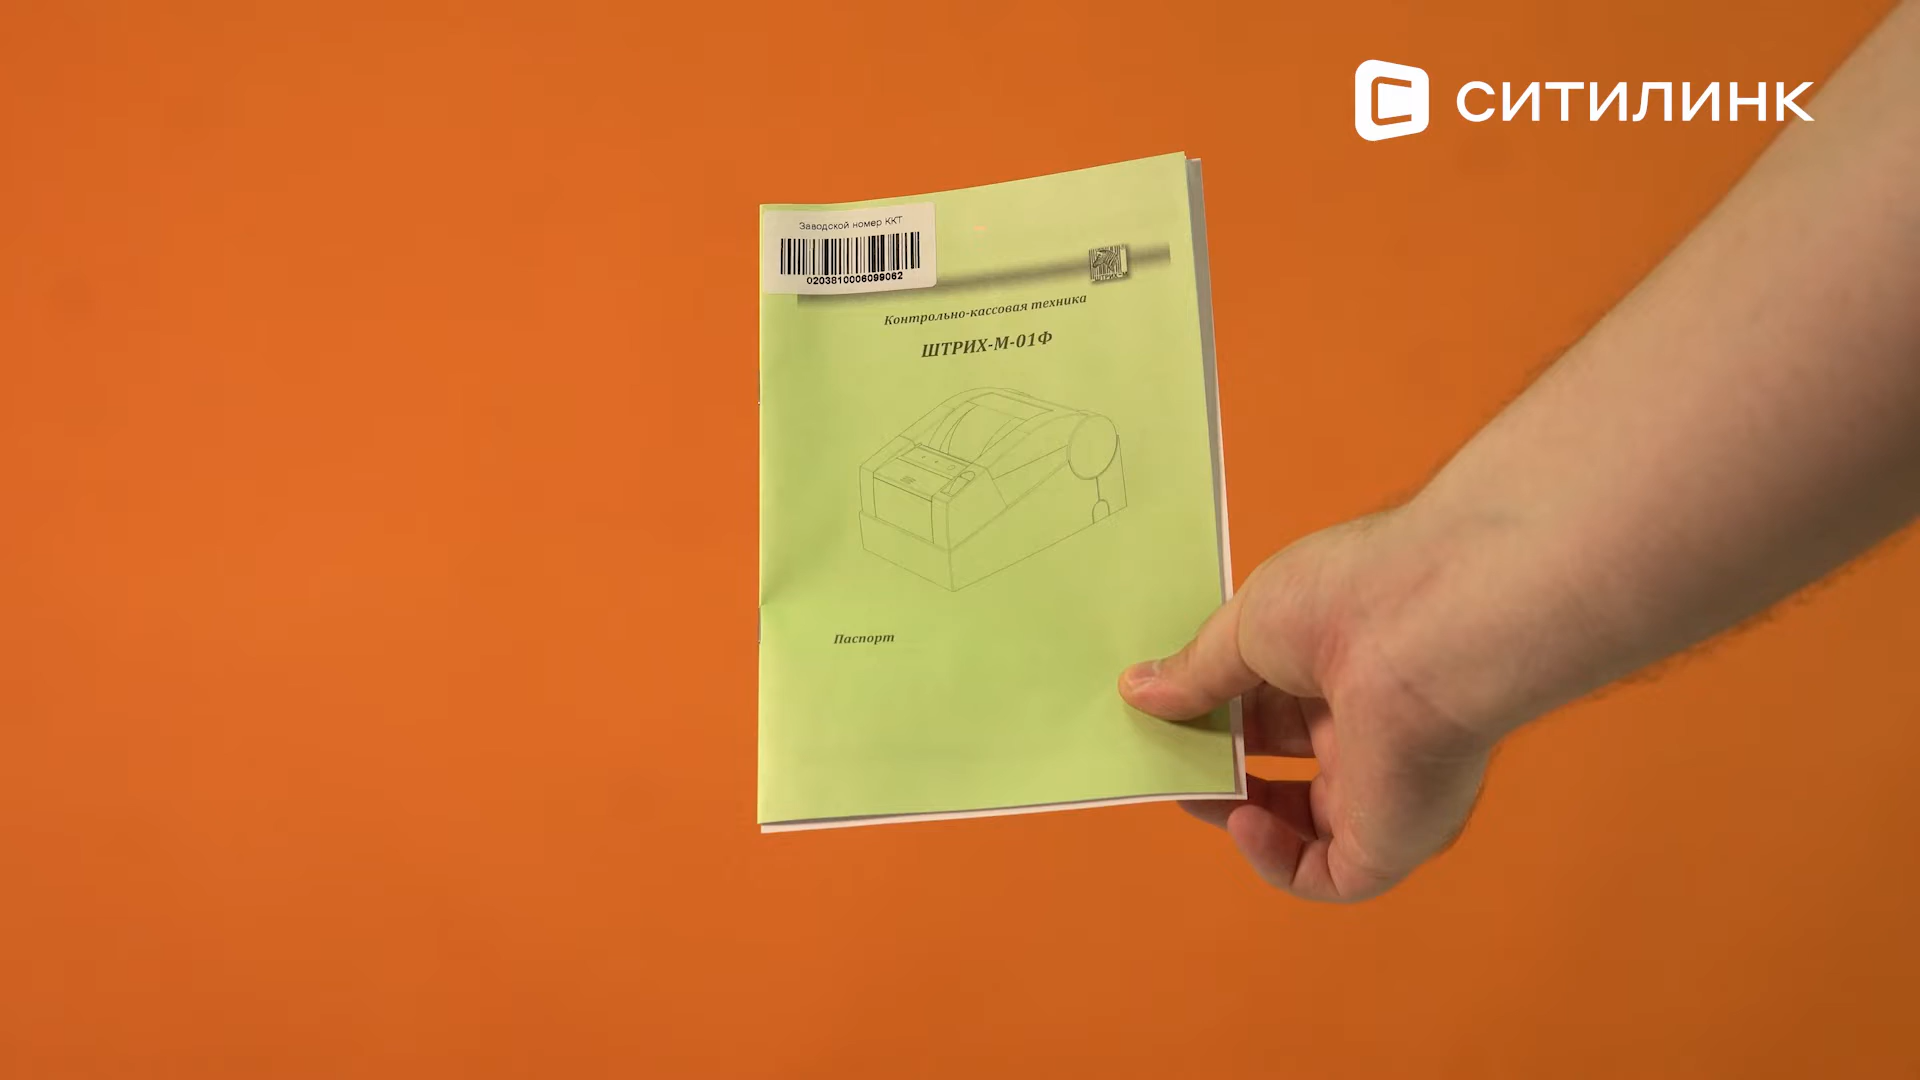 СИТИЛИНК
Заводской номер ККТ
0203810006099062
Контрольно-кассовая техника
ШТРИХ-М-01Ф
Паспорт